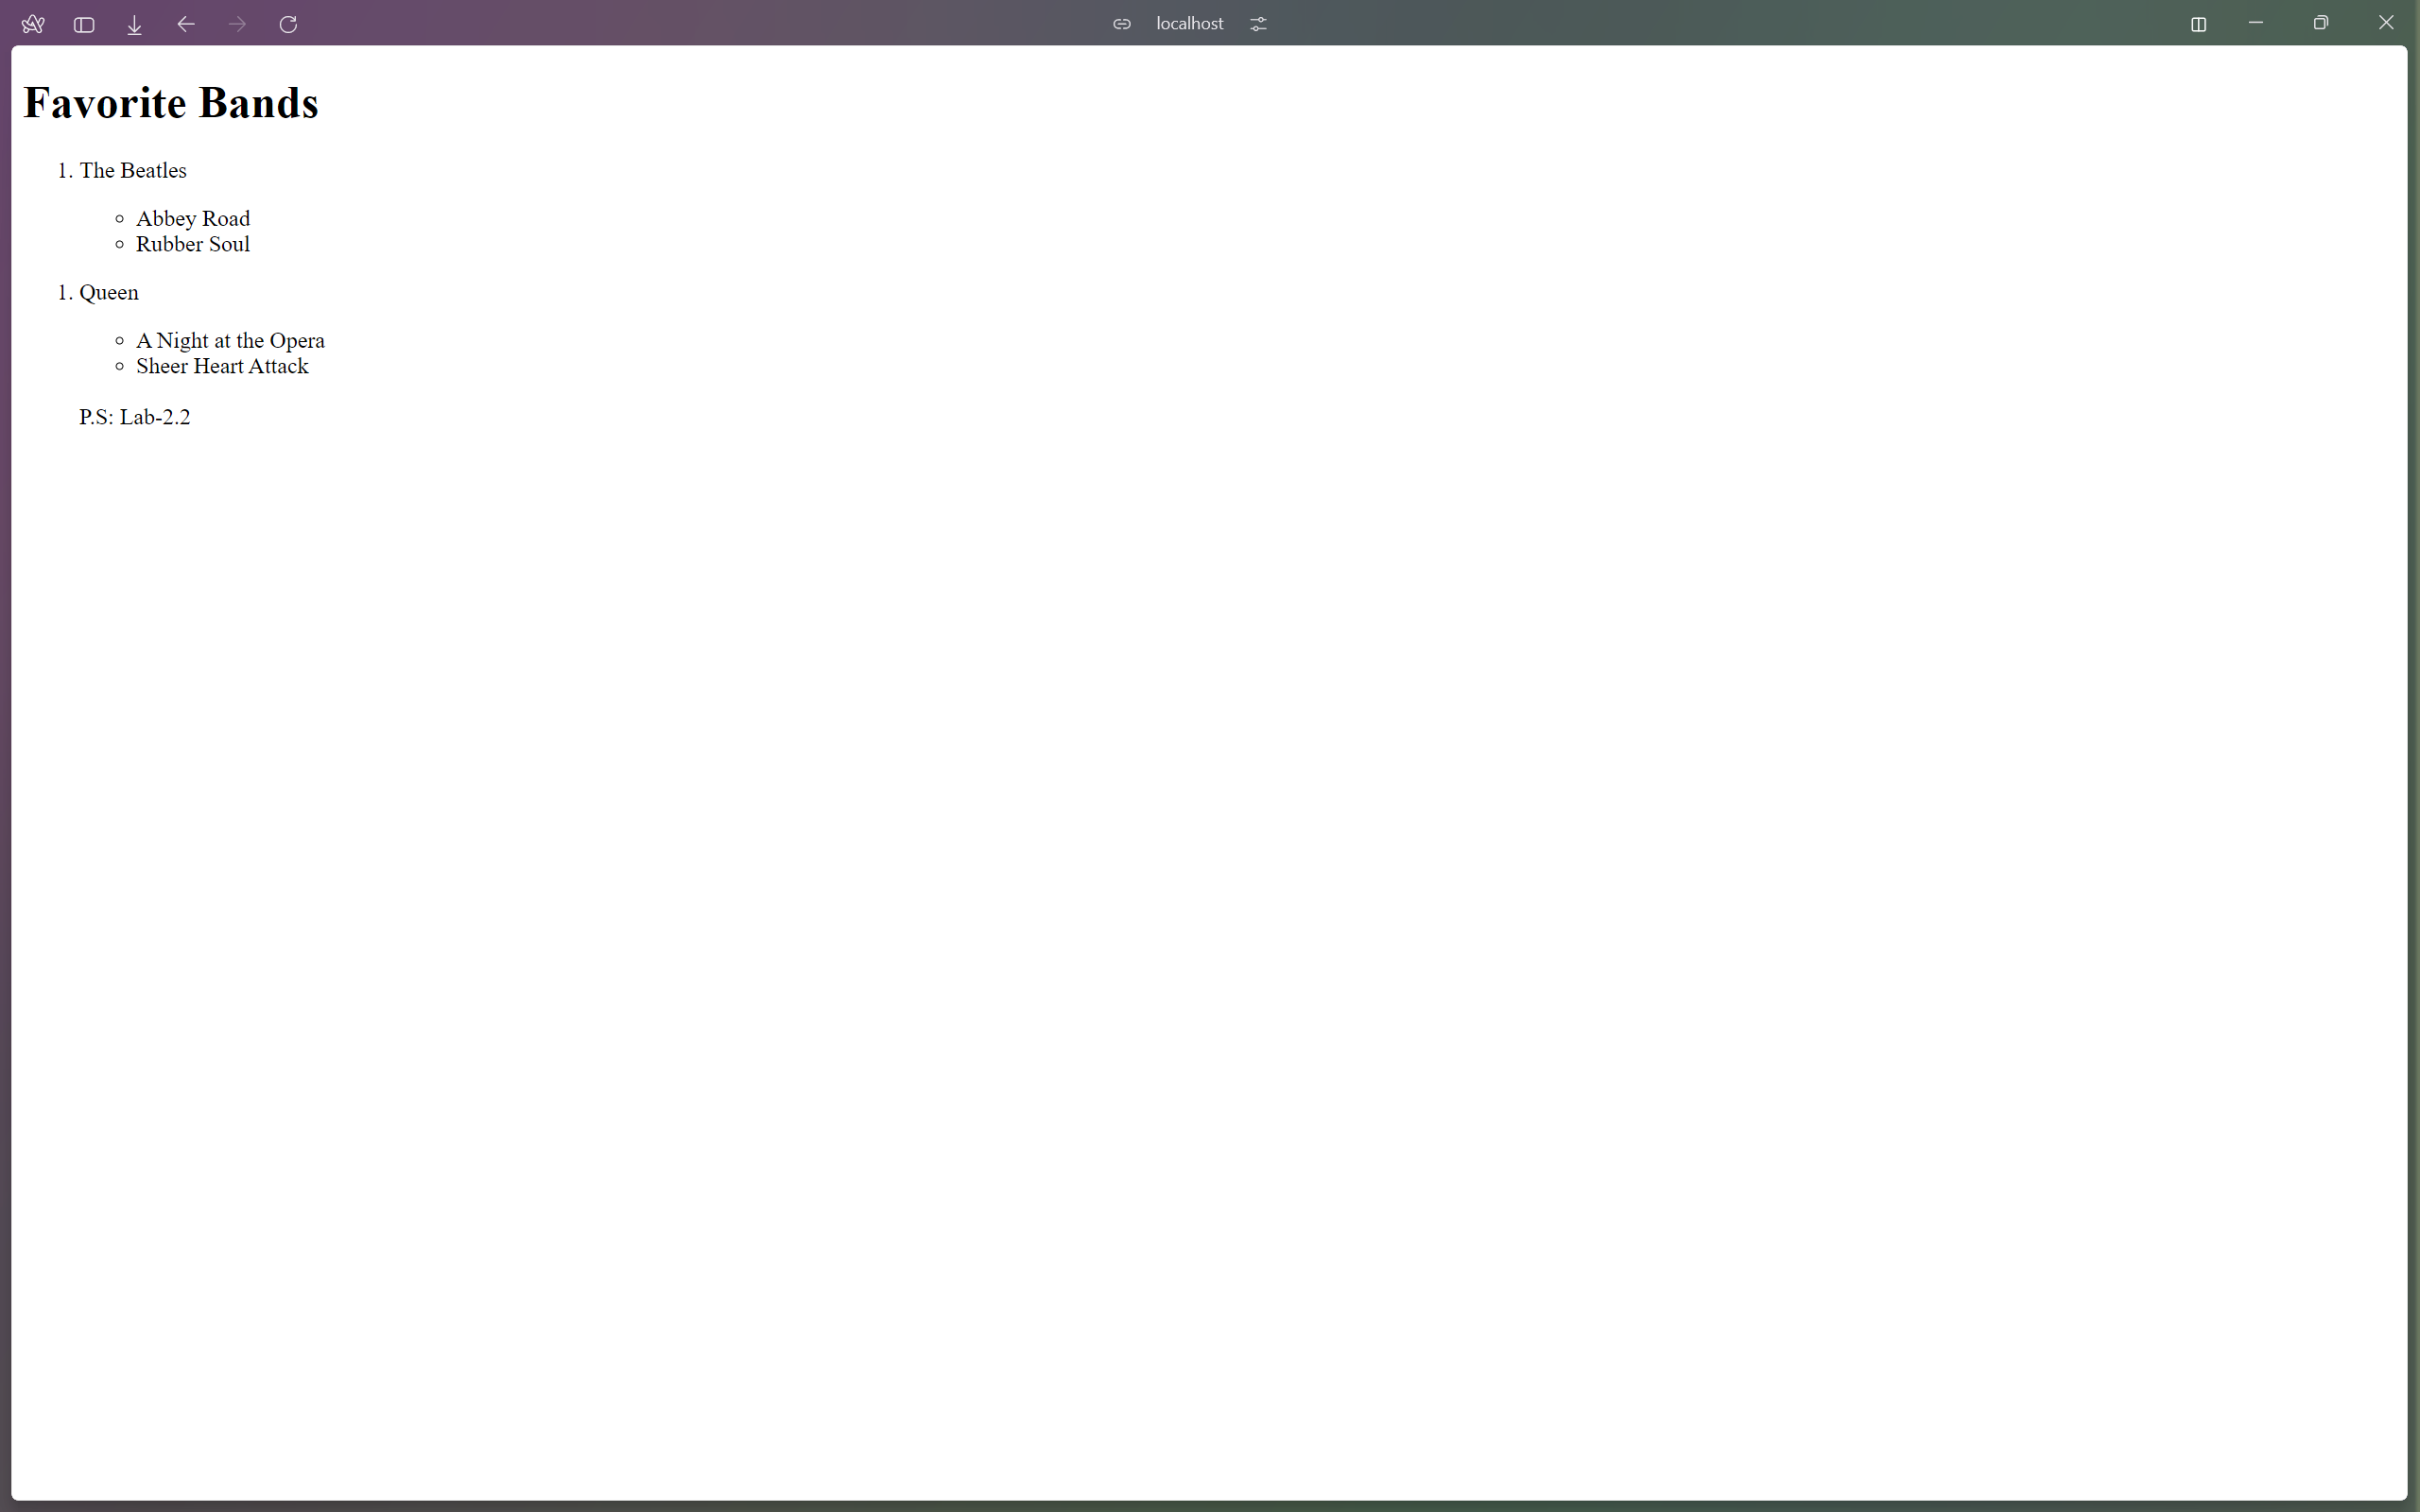 localhost
Favorite Bands
1. The Beatles
Abbey Road
Rubber Soul
1. Queen
A Night at the Opera
Sheer Heart Attack
P.S: Lab-2.2